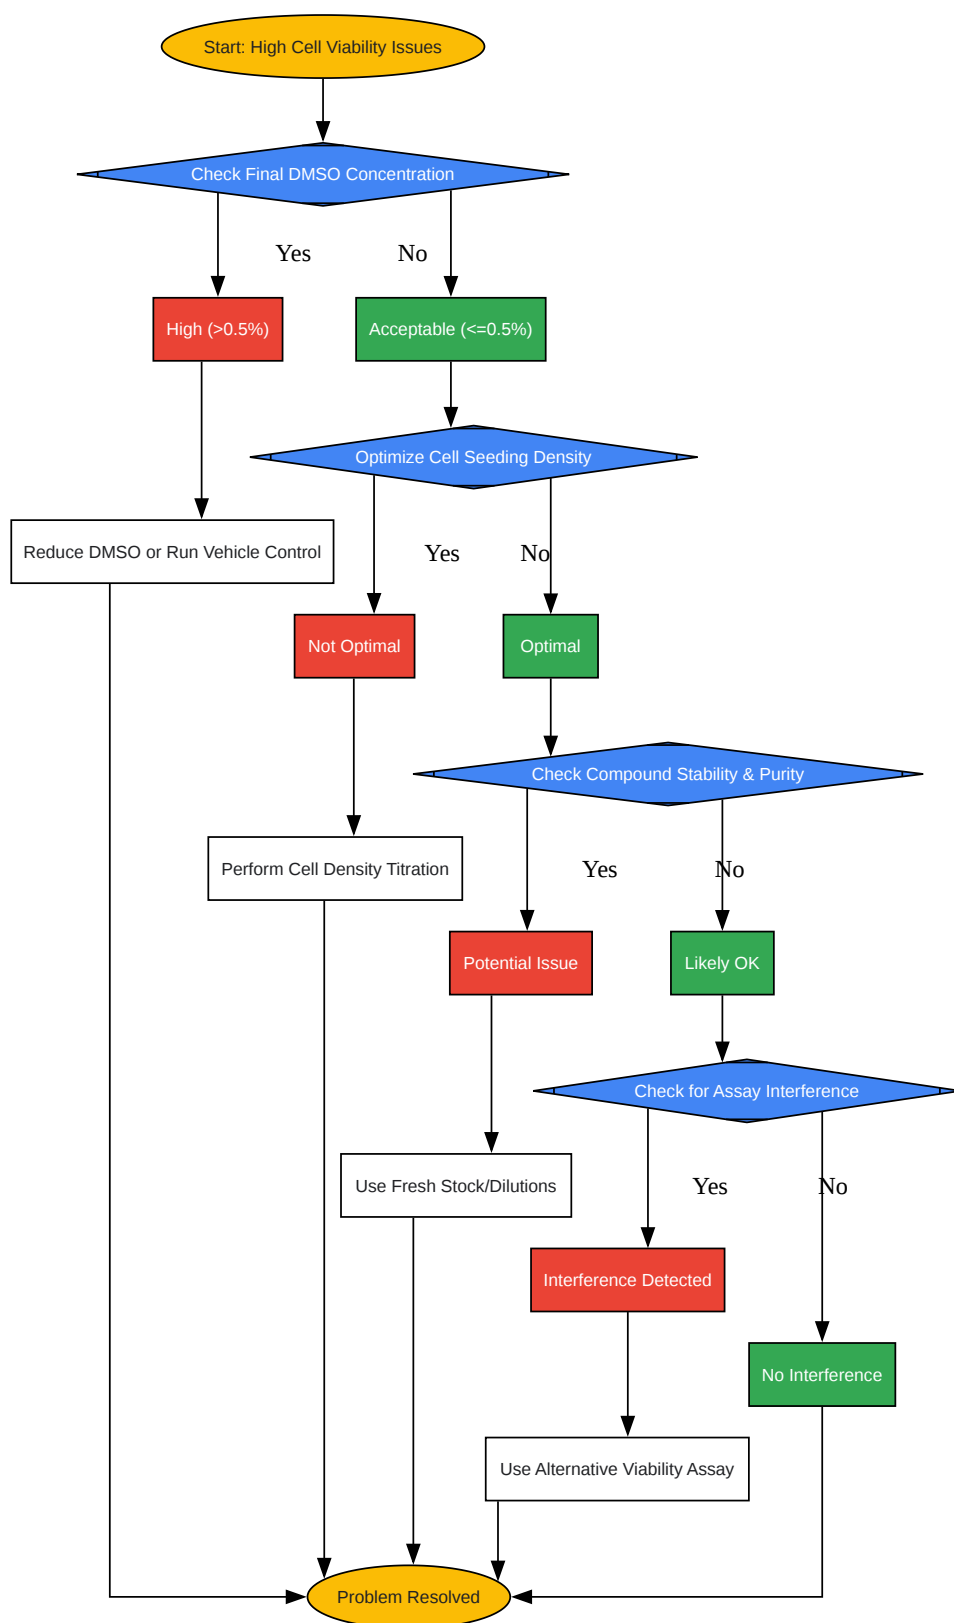 Start: High Cell Viability Issues
Check Final DMSO Concentration
Yes
No
High (>0.5%)
Acceptable (<=0.5%)
Optimize Cell Seeding Density
Reduce DMSO or Run Vehicle Control
Yes
No
Not Optimal
Optimal
Check Compound Stability & Purity
Perform Cell Density Titration
Yes
No
Potential Issue
Likely OK
Check for Assay Interference
Use Fresh Stock/Dilutions
Yes
No
Interference Detected
No Interference
Use Alternative Viability Assay
Problem Resolved